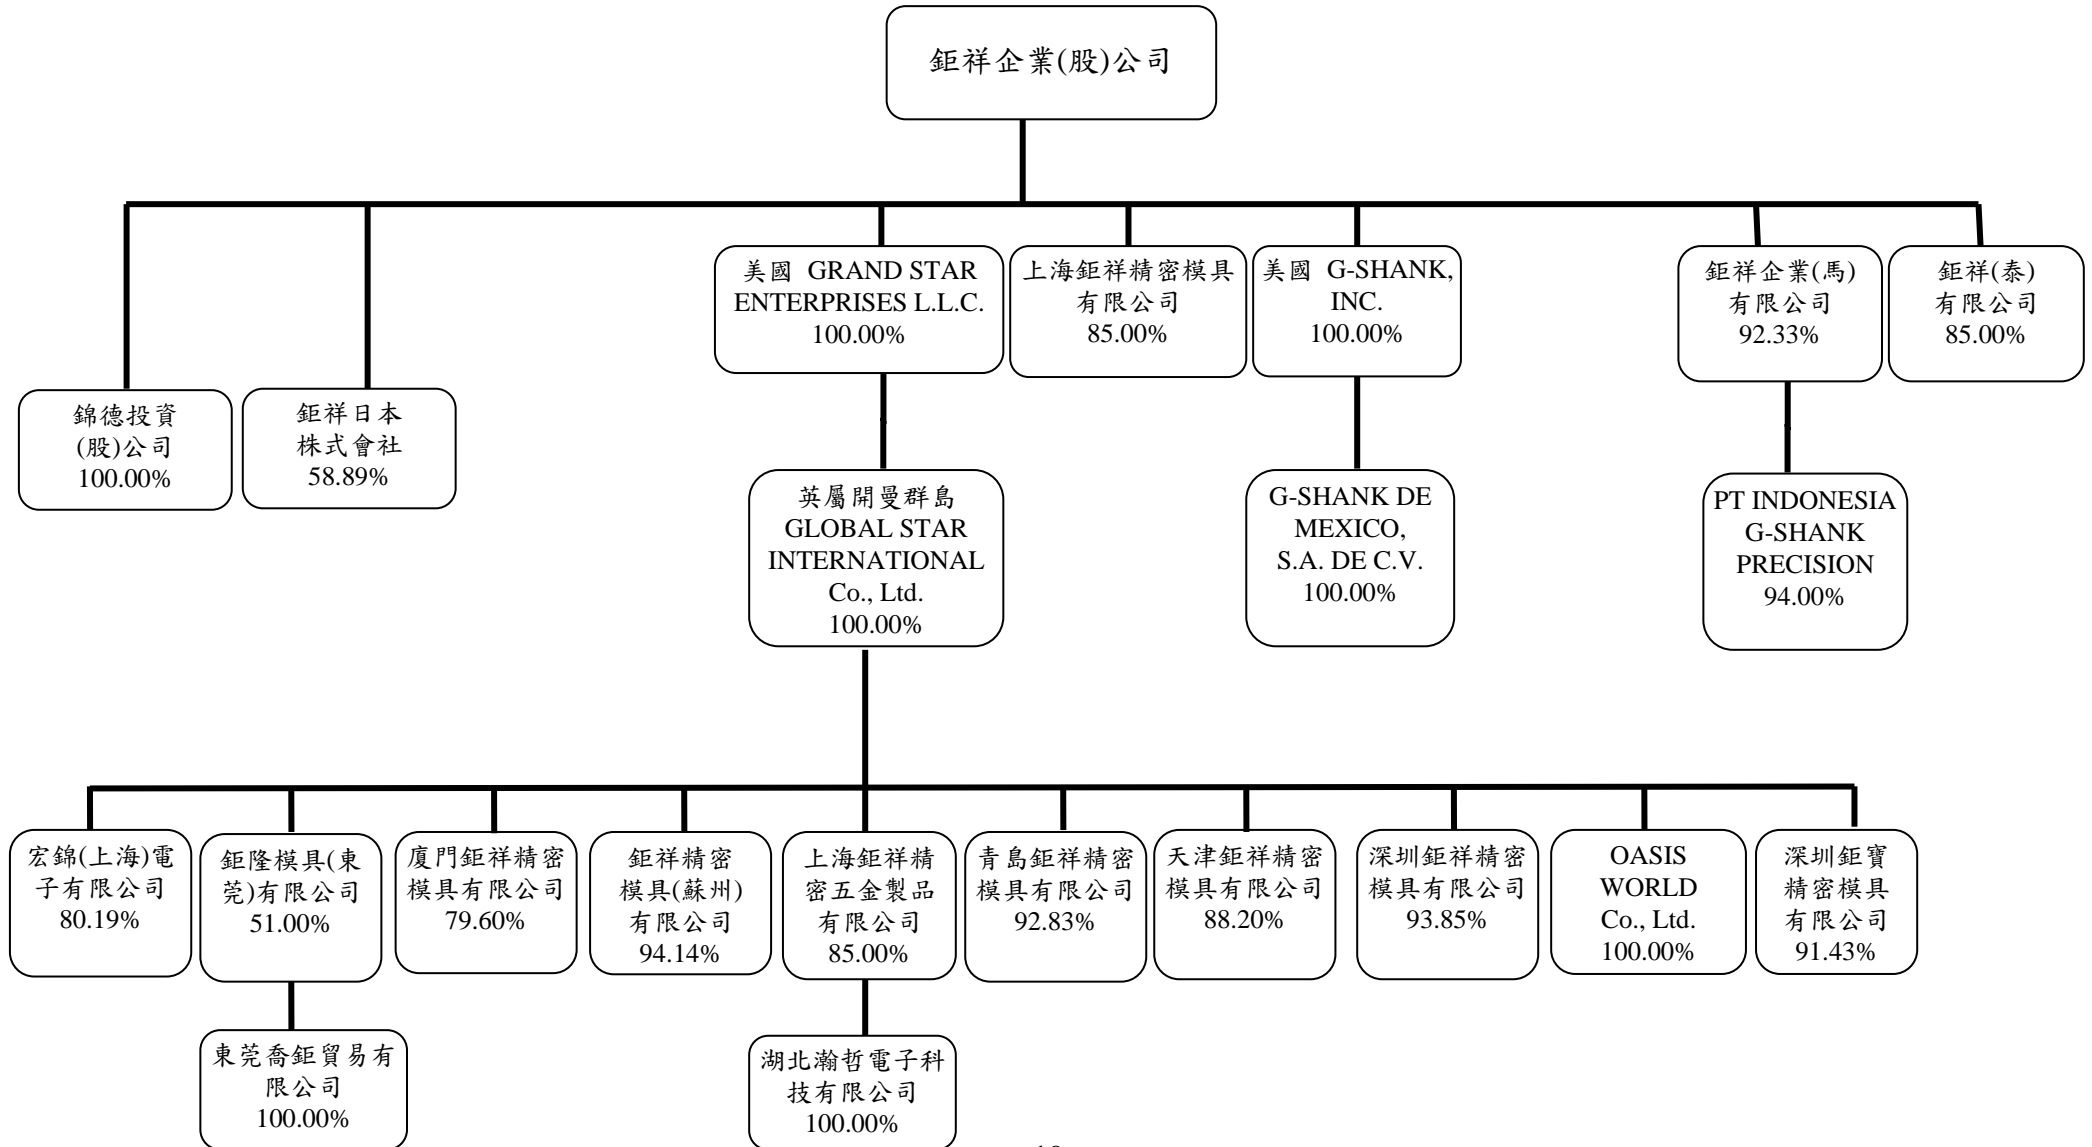 鉅祥企業(股)公司
美國 GRAND STAR
ENTERPRISES L.L.C.
100.00%
上海鉅祥精密模具
有限公司
85.00%
美國 G-SHANK,
INC.
100.00%
鉅祥企業(馬)
有限公司
92.33%
鉅祥(泰)
有限公司
85.00%
錦德投資
(股)公司
100.00%
鉅祥日本
株式會社
58.89%
英屬開曼群島
GLOBAL STAR
INTERNATIONAL
Co., Ltd.
100.00%
G-SHANK DE
MEXICO,
S.A. DE C.V.
100.00%
PT INDONESIA
G-SHANK
PRECISION
94.00%
宏錦(上海)電
子有限公司
80.19%
鉅隆模具(東
莞)有限公司
51.00%
廈門鉅祥精密
模具有限公司
79.60%
鉅祥精密
模具(蘇州)
有限公司
94.14%
上海鉅祥精
密五金製品
有限公司
85.00%
青島鉅祥精密
模具有限公司
92.83%
天津鉅祥精密
模具有限公司
88.20%
深圳鉅祥精密
模具有限公司
93.85%
OASIS
WORLD
Co., Ltd.
100.00%
深圳鉅寶
精密模具
有限公司
91.43%
東莞喬鉅貿易有
限公司
100.00%
湖北瀚哲電子科
技有限公司
100.00%